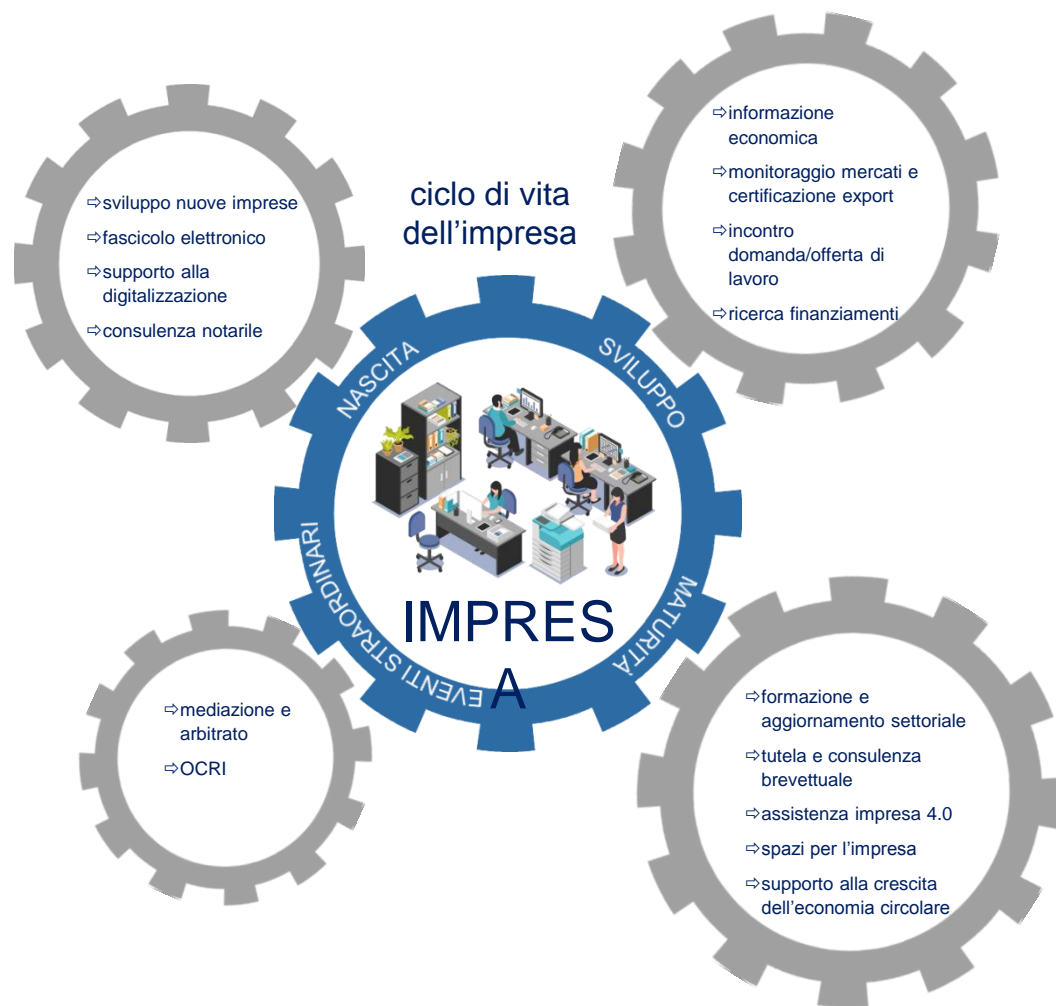 ⇨sviluppo nuove imprese
⇨fascicolo elettronico
⇨supporto alla
digitalizzazione
⇨consulenza notarile
ciclo di vita
dell’impresa
⇨informazione
economica
⇨monitoraggio mercati e
certificazione export
⇨incontro
domanda/offerta di
lavoro
⇨ricerca finanziamenti
NASCITA
SVILUPPO
MATURITÀ
EVENTI STRAORDINARI
IMPRES
A
⇨mediazione e
arbitrato
⇨OCRI
⇨formazione e
aggiornamento settoriale
⇨tutela e consulenza
brevettuale
⇨assistenza impresa 4.0
⇨spazi per l’impresa
⇨supporto alla crescita
dell’economia circolare